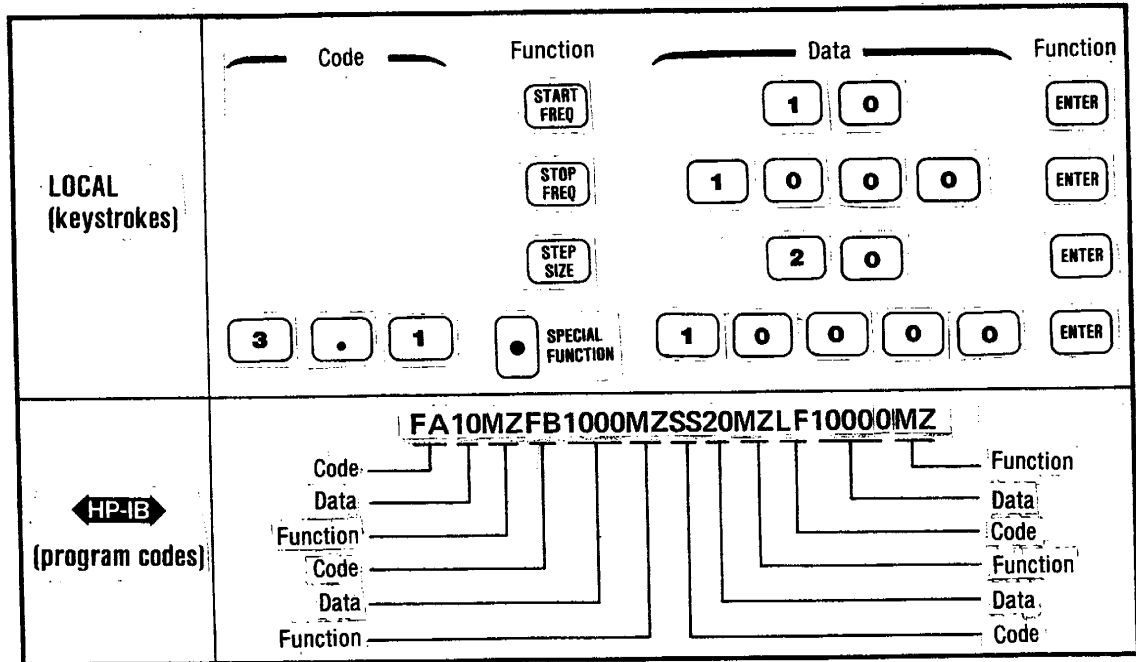 Code Function Data Function
START FREQ 1 0 ENTER
LOCAL (keystrokes)
STOP FREQ 1 0 0 0 ENTER
STEP SIZE 2 0 ENTER
3 . 1 SPECIAL FUNCTION 1 0 0 0 0 ENTER
HP-IB (program codes)
FA10MZFB1000MZSS20MZLF10000MZ
Code Function
Data Data
Function Code
Code Function
Data Data
Function Code